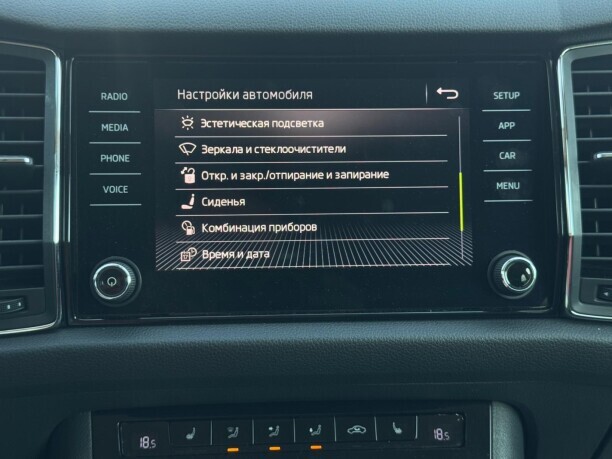 Настройки автомобиля
RADIO
MEDIA
PHONE
VOICE
Эстетическая подсветка
Зеркала и стеклоочистители
Откр. и закр./отпирание и запирание
Сиденья
Комбинация приборов
Время и дата
SETUP
APP
CAR
MENU
18.5
18.5